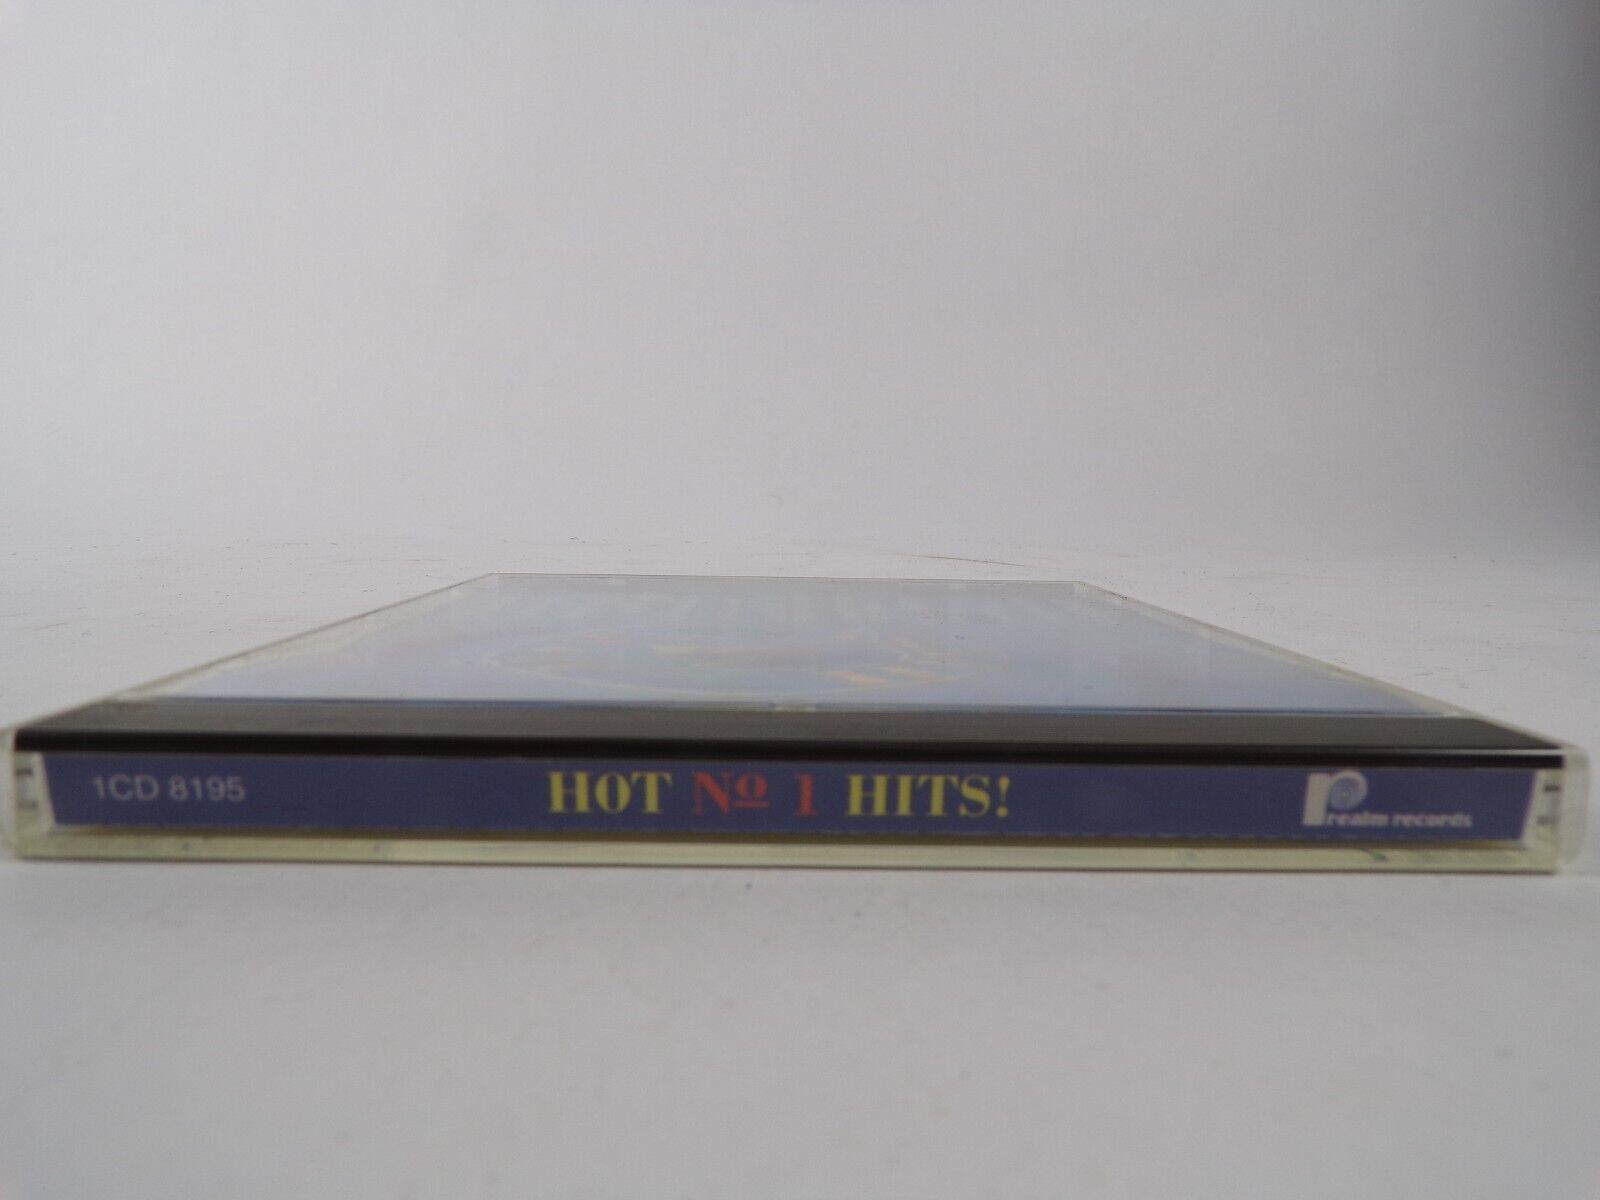 1CD 8195
HOT Nº 1 HITS!
realm records